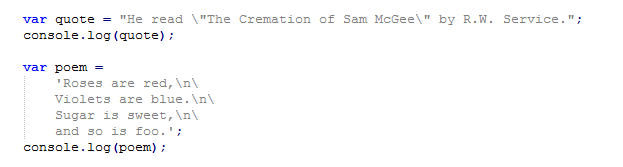 var quote = "He read \"The Cremation of Sam McGee\" by R.W. Service.";
console.log(quote);
var poem =
'Roses are red,\n\
Violets are blue.\n\
Sugar is sweet,\n\
and so is foo.';
console.log(poem);